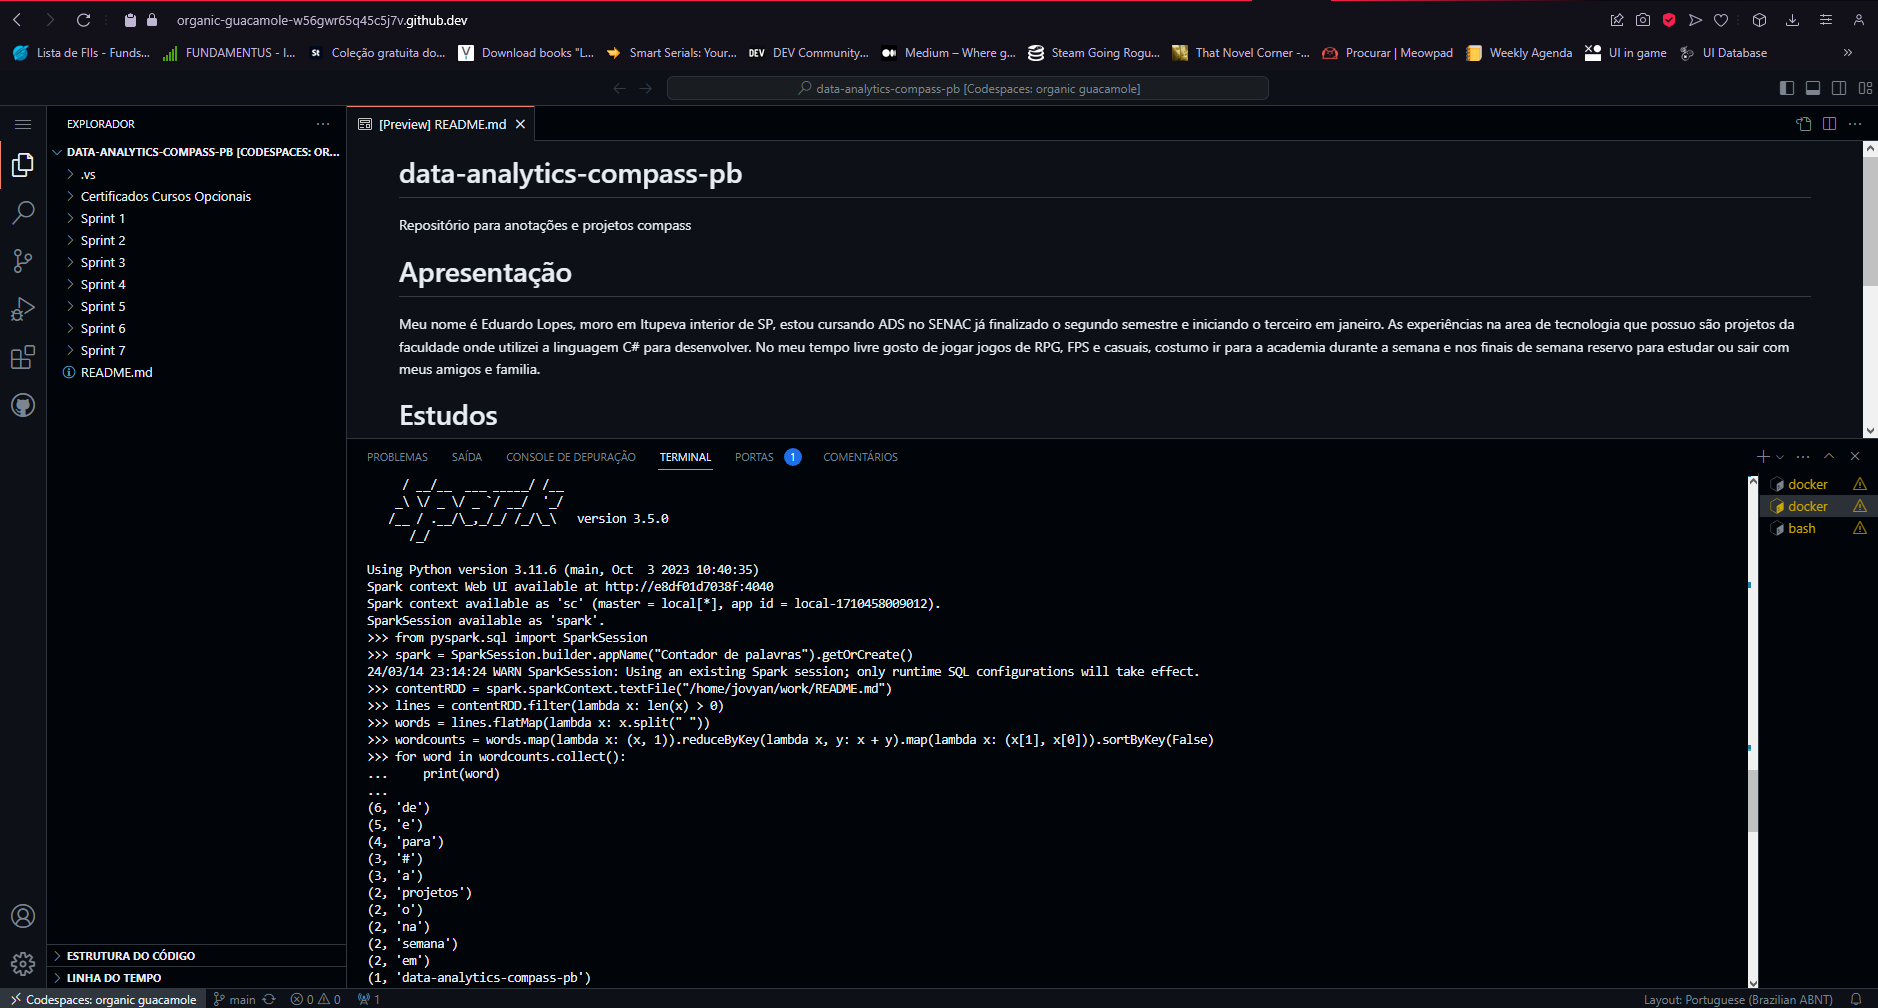 organic-guacamole-w56gwr65q45c5j7v.github.dev
Lista de FIIs - Funds...
FUNDAMENTUS - I...
St
Coleção gratuita do...
V
Download books "L...
Smart Serials: Your...
DEV
DEV Community...
Medium – Where g...
Steam Going Rogu...
That Novel Corner -...
Procurar | Meowpad
Weekly Agenda
UI in game
UI Database
data-analytics-compass-pb [Codespaces: organic guacamole]
EXPLORADOR
DATA-ANALYTICS-COMPASS-PB [CODESPACES: OR...
.vs
Certificados Cursos Opcionais
Sprint 1
Sprint 2
Sprint 3
Sprint 4
Sprint 5
Sprint 6
Sprint 7
README.md
ESTRUTURA DO CÓDIGO
LINHA DO TEMPO
[Preview] README.md
data-analytics-compass-pb
Repositório para anotações e projetos compass
Apresentação
Meu nome é Eduardo Lopes, moro em Itupeva interior de SP, estou cursando ADS no SENAC já finalizado o segundo semestre e iniciando o terceiro em janeiro. As experiências na area de tecnologia que possuo são projetos da
faculdade onde utilizei a linguagem C# para desenvolver. No meu tempo livre gosto de jogar jogos de RPG, FPS e casuais, costumo ir para a academia durante a semana e nos finais de semana reservo para estudar ou sair com
meus amigos e familia.
Estudos
PROBLEMAS
SAÍDA
CONSOLE DE DEPURAÇÃO
TERMINAL
PORTAS 1
COMENTÁRIOS
docker
docker
bash
     / __/__  ___ _____/ /__
    _\ \/ _ \/ _ `/ __/  '_/
   /__ / .__/\_,_/_/ /_/\_\   version 3.5.0
      /_/
Using Python version 3.11.6 (main, Oct  3 2023 10:40:35)
Spark context Web UI available at http://e8df01d7038f:4040
Spark context available as 'sc' (master = local[*], app id = local-1710458009012).
SparkSession available as 'spark'.
>>> from pyspark.sql import SparkSession
>>> spark = SparkSession.builder.appName("Contador de palavras").getOrCreate()
24/03/14 23:14:24 WARN SparkSession: Using an existing Spark session; only runtime SQL configurations will take effect.
>>> contentRDD = spark.sparkContext.textFile("/home/jovyan/work/README.md")
>>> lines = contentRDD.filter(lambda x: len(x) > 0)
>>> words = lines.flatMap(lambda x: x.split(" "))
>>> wordcounts = words.map(lambda x: (x, 1)).reduceByKey(lambda x, y: x + y).map(lambda x: (x[1], x[0])).sortByKey(False)
>>> for word in wordcounts.collect():
...     print(word)
...
(6, 'de')
(5, 'e')
(4, 'para')
(3, '#')
(3, 'a')
(2, 'projetos')
(2, 'o')
(2, 'na')
(2, 'semana')
(2, 'em')
(1, 'data-analytics-compass-pb')
Codespaces: organic guacamole
main
0
0
1
Layout: Portuguese (Brazilian ABNT)